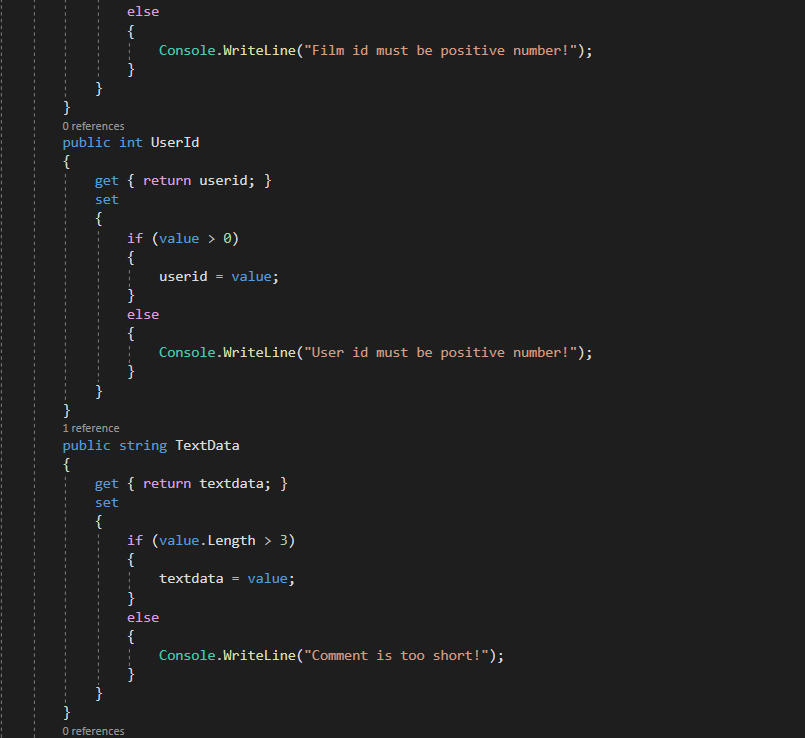 else
            {
                Console.WriteLine("Film id must be positive number!");
            }
        }
    }
    0 references
    public int UserId
    {
        get { return userid; }
        set
        {
            if (value > 0)
            {
                userid = value;
            }
            else
            {
                Console.WriteLine("User id must be positive number!");
            }
        }
    }
    1 reference
    public string TextData
    {
        get { return textdata; }
        set
        {
            if (value.Length > 3)
            {
                textdata = value;
            }
            else
            {
                Console.WriteLine("Comment is too short!");
            }
        }
    }
    0 references